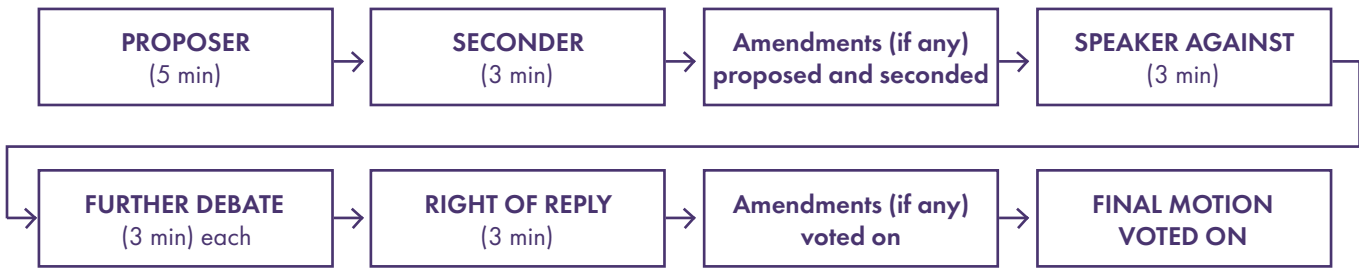 PROPOSER
(5 min)
SECONDER
(3 min)
Amendments (if any)
proposed and seconded
SPEAKER AGAINST
(3 min)
FURTHER DEBATE
(3 min) each
RIGHT OF REPLY
(3 min)
Amendments (if any)
voted on
FINAL MOTION
VOTED ON